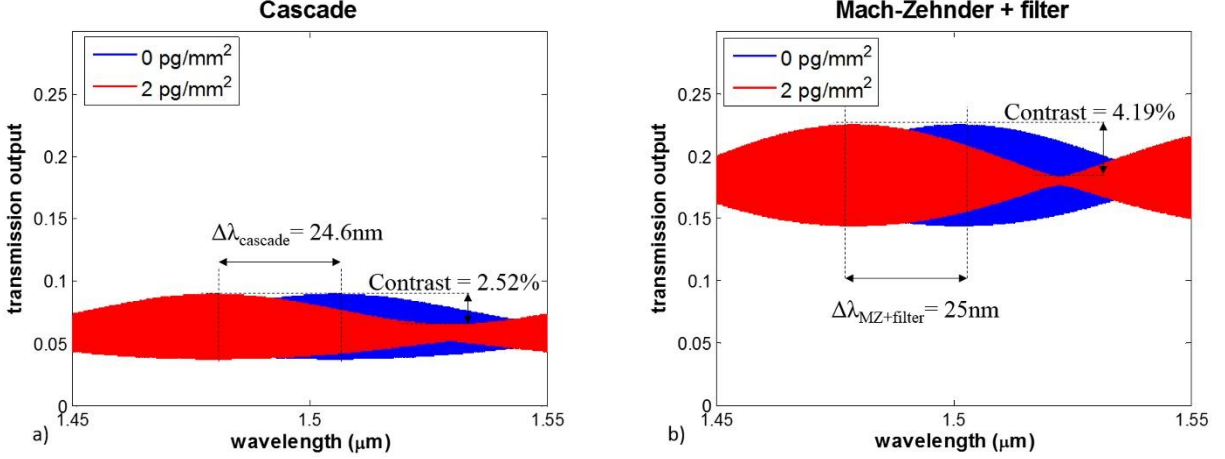 Cascade
0 pg/mm²
2 pg/mm²
0.25
0.2
0.15
0.1
0.05
0
transmission output
Δλcascade= 24.6nm
Contrast = 2.52%
1.45
1.5
1.55
wavelength (μm)
a)
Mach-Zehnder + filter
0 pg/mm²
2 pg/mm²
0.25
0.2
0.15
0.1
0.05
0
transmission output
Contrast = 4.19%
ΔλMZ+filter= 25nm
1.45
1.5
1.55
wavelength (μm)
b)